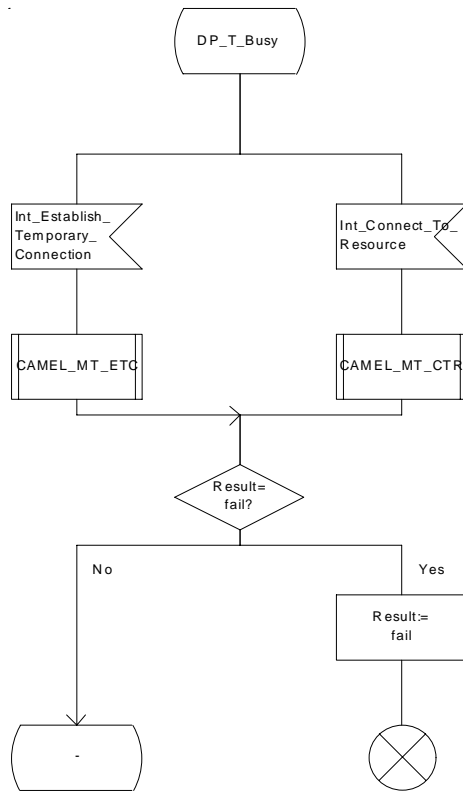 DP_T_Busy
Int_Establish_
Temporary_
Connection
Int_Connect_To_
Resource
CAMEL_MT_ETC
CAMEL_MT_CTR
Result=
fail?
No
Yes
Result:=
fail
-